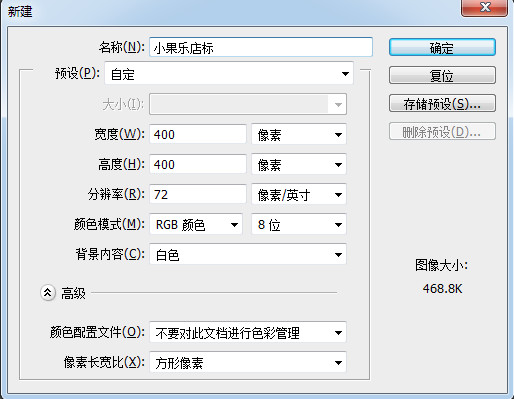 新建
名称(N): 小果乐店标
确定
预设(P): 自定
复位
大小(I):
存储预设(S)...
宽度(W): 400 像素
删除预设(D)...
高度(H): 400 像素
分辨率(R): 72 像素/英寸
颜色模式(M): RGB 颜色 8 位
背景内容(C): 白色
图像大小:
468.8K
高级
颜色配置文件(O): 不要对此文档进行色彩管理
像素长宽比(X): 方形像素